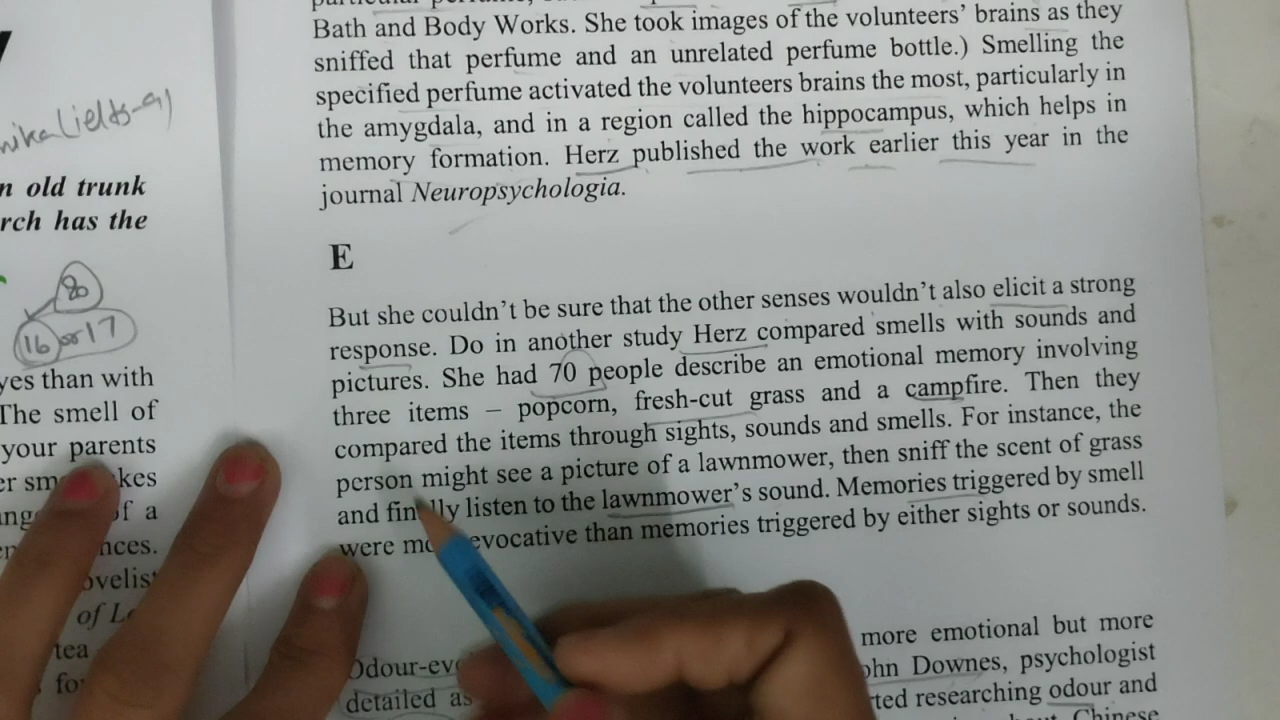 Bath and Body Works. She took images of the volunteers' brains as they
sniffed that perfume and an unrelated perfume bottle.) Smelling the
specified perfume activated the volunteers brains the most, particularly in
the amygdala, and in a region called the hippocampus, which helps in
memory formation. Herz published the work earlier this year in the
journal Neuropsychologia.
E
But she couldn't be sure that the other senses wouldn't also elicit a strong
response. Do in another study Herz compared smells with sounds and
pictures. She had 70 people describe an emotional memory involving
three items – popcorn, fresh-cut grass and a campfire. Then they
compared the items through sights, sounds and smells. For instance, the
person might see a picture of a lawnmower, then sniff the scent of grass
and finally listen to the lawnmower's sound. Memories triggered by smell
were evocative than memories triggered by either sights or sounds.
more emotional but more
Downes, psychologist
detailed as researching odour and
Chinese
old trunk
has the
80
16 or 17
than with
The smell of
your parents
of a
of
tea